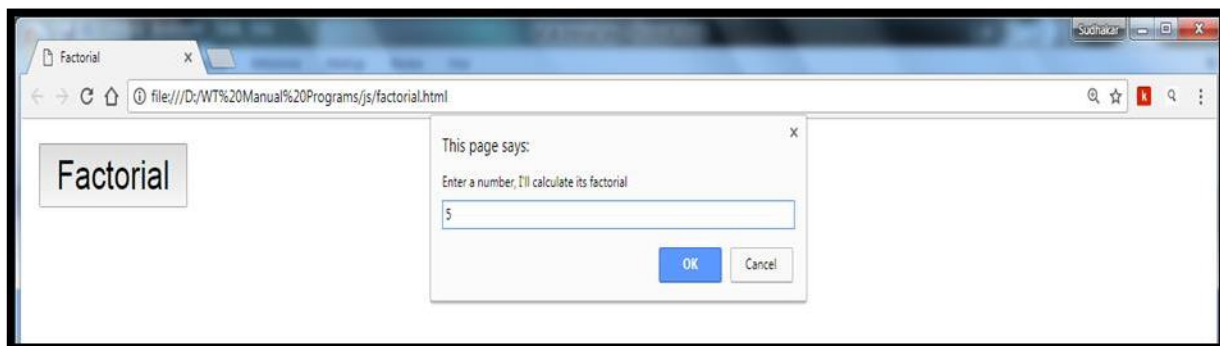 Sudhakar
Factorial
file:///D:/WT%20Manual%20Programs/js/factorial.html
k
Factorial
This page says:
Enter a number, I'll calculate its factorial
5
OK
Cancel